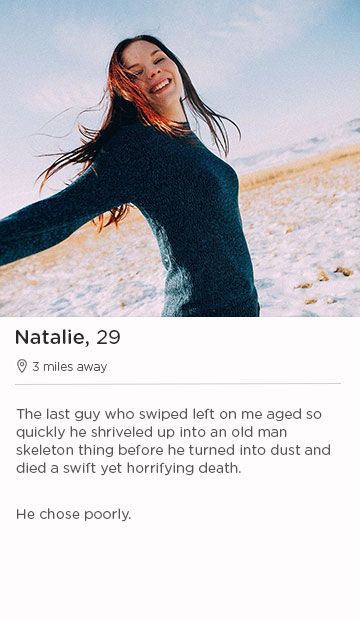 Natalie, 29
3 miles away
The last guy who swiped left on me aged so
quickly he shriveled up into an old man
skeleton thing before he turned into dust and
died a swift yet horrifying death.
He chose poorly.